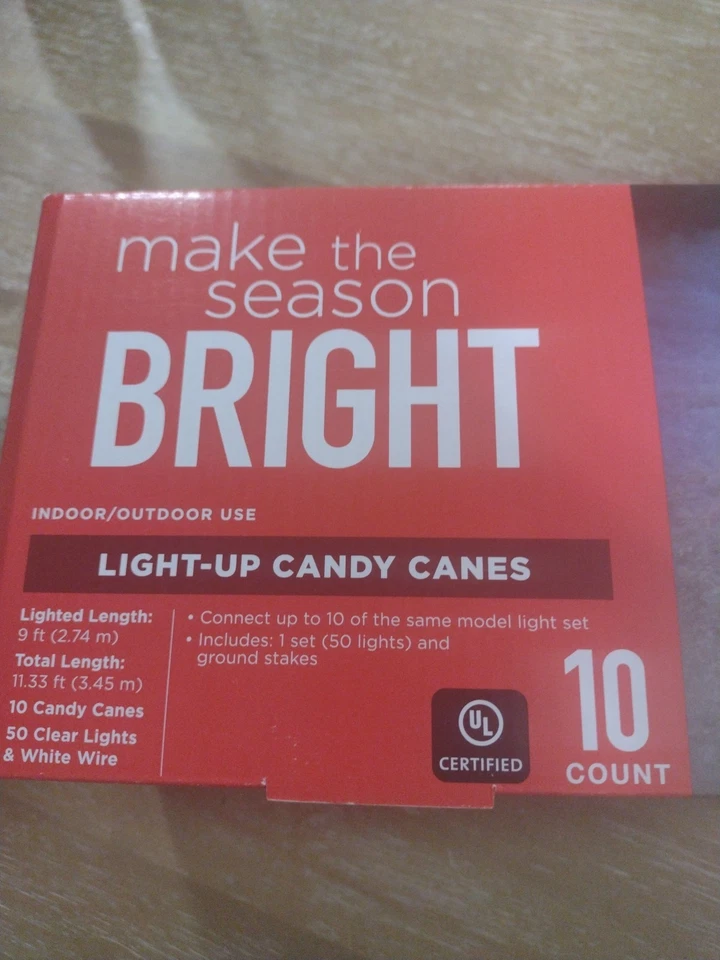 make the
season
BRIGHT
INDOOR/OUTDOOR USE
LIGHT-UP CANDY CANES
Lighted Length:
9 ft (2.74 m)
Total Length:
11.33 ft (3.45 m)
10 Candy Canes
50 Clear Lights
& White Wire
• Connect up to 10 of the same model light set
• Includes: 1 set (50 lights) and
ground stakes
UL
CERTIFIED
10
COUNT